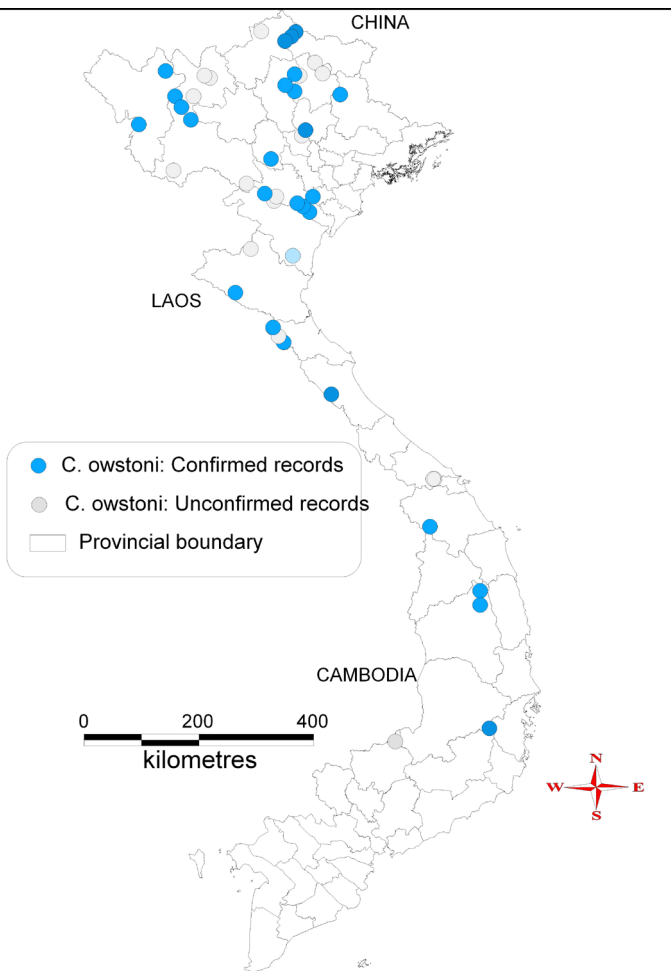 CHINA
LAOS
C. owstoni: Confirmed records
C. owstoni: Unconfirmed records
Provincial boundary
CAMBODIA
0 200 400
kilometres
N
W E
S